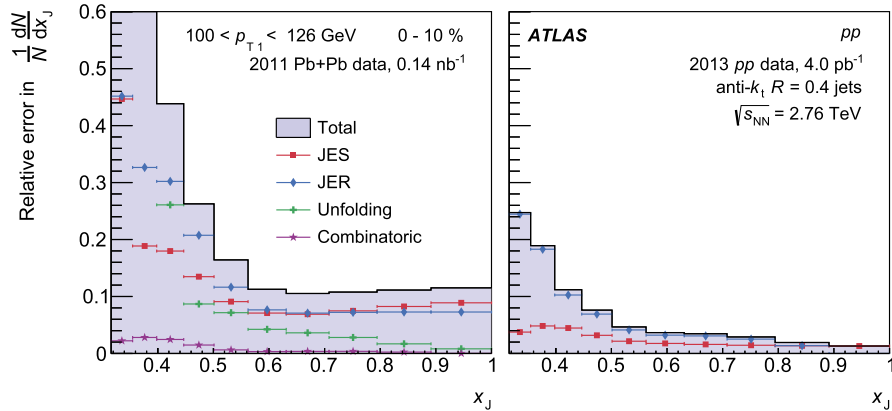 Relative error in 1/N dN/dx_J
0.6
0.5
0.4
0.3
0.2
0.1
0
100 < p_T 1 < 126 GeV 0 - 10 %
2011 Pb+Pb data, 0.14 nb⁻¹
Total
JES
JER
Unfolding
Combinatoric
0.4 0.5 0.6 0.7 0.8 0.9 1
x_J
ATLAS pp
2013 pp data, 4.0 pb⁻¹
anti-k_t R = 0.4 jets
√s_NN = 2.76 TeV
0.4 0.5 0.6 0.7 0.8 0.9 1
x_J